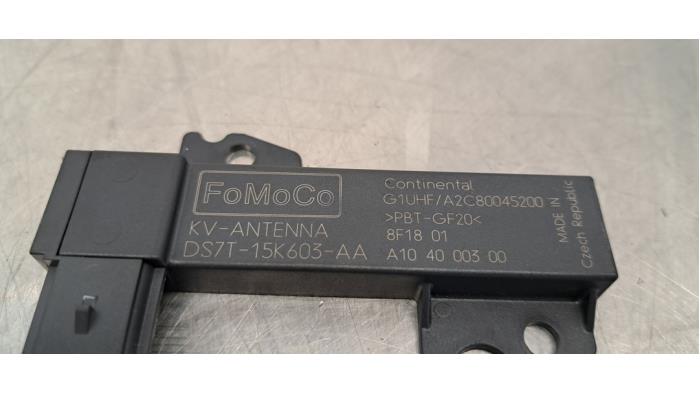 FoMoCo
KV-ANTENNA
DS7T-15K603-AA
Continental
G1UHF/A2C80045200
>PBT-GF20<
8F18 01
A10 40 003 00
MADE IN
Czech Republic